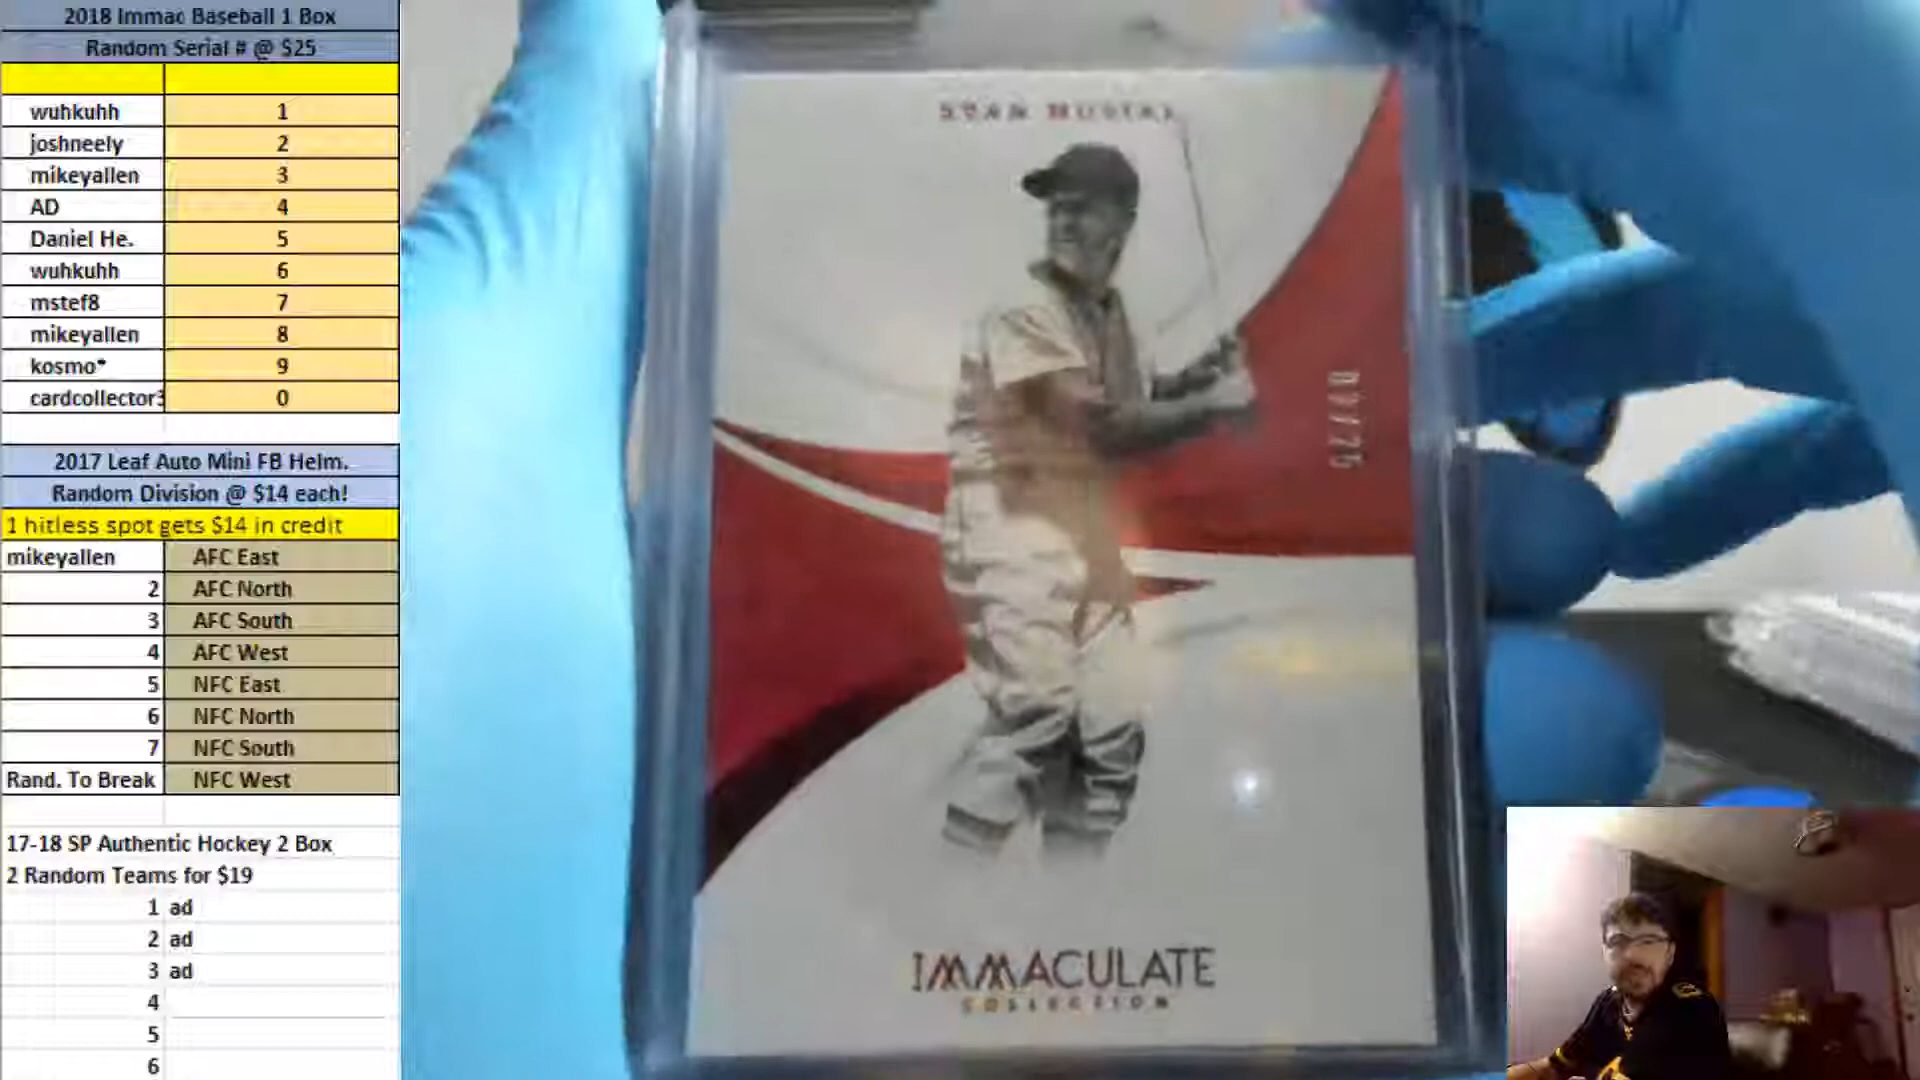 2018 Immac Baseball 1 Box
Random Serial # @ $25
wuhkuhh 1
joshneely 2
mikeyallen 3
AD 4
Daniel He. 5
wuhkuhh 6
mstef8 7
mikeyallen 8
kosmo* 9
cardcollector3 0
2017 Leaf Auto Mini FB Helm.
Random Division @ $14 each!
1 hitless spot gets $14 in credit
mikeyallen AFC East
2 AFC North
3 AFC South
4 AFC West
5 NFC East
6 NFC North
7 NFC South
Rand. To Break NFC West
17-18 SP Authentic Hockey 2 Box
2 Random Teams for $19
1 ad
2 ad
3 ad
4
5
6
STAN MUSIAL
IMMACULATE
COLLECTION